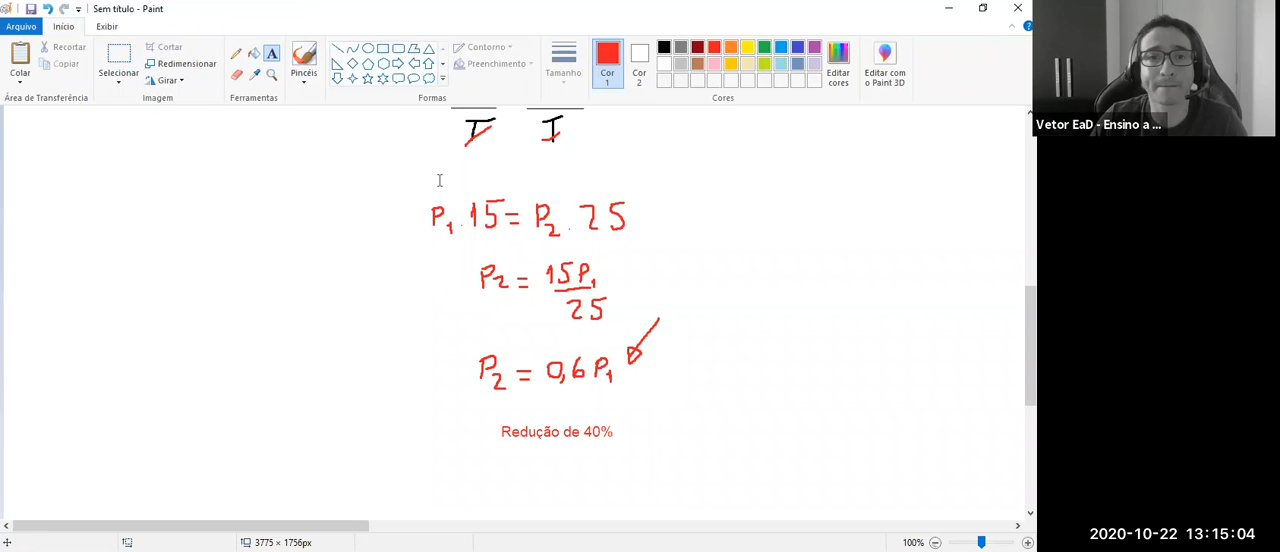 Sem título - Paint
Arquivo Início Exibir
Colar
Recortar
Copiar
Área de Transferência
Selecionar
Cortar
Redimensionar
Girar
Imagem
A
Ferramentas
Pincéis
Formas
Contorno
Preenchimento
Tamanho
Cor 1
Cor 2
Cores
Editar cores
Editar com o Paint 3D
T I
P1 . 15 = P2 . 25
P2 = 15P1
25
P2 = 0,6 P1
Redução de 40%
3775 × 1756px
100%
Vetor EaD - Ensino a ...
2020-10-22 13:15:04